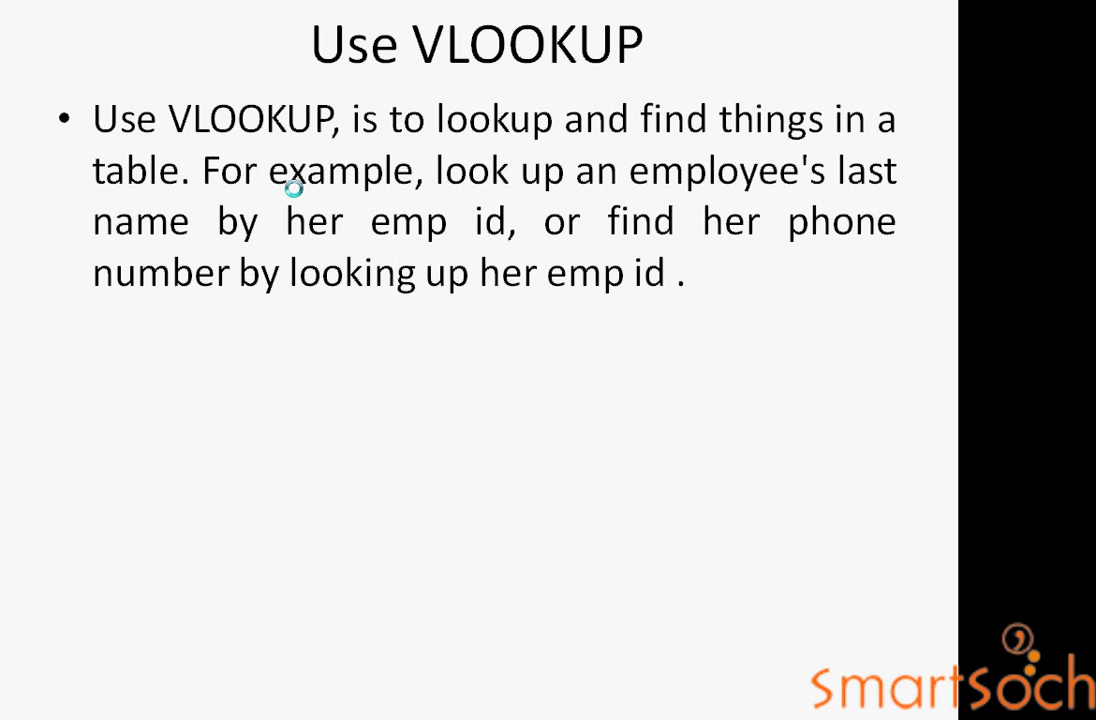 Use VLOOKUP
• Use VLOOKUP, is to lookup and find things in a
table. For example, look up an employee's last
name by her emp id, or find her phone
number by looking up her emp id .
smartsoch